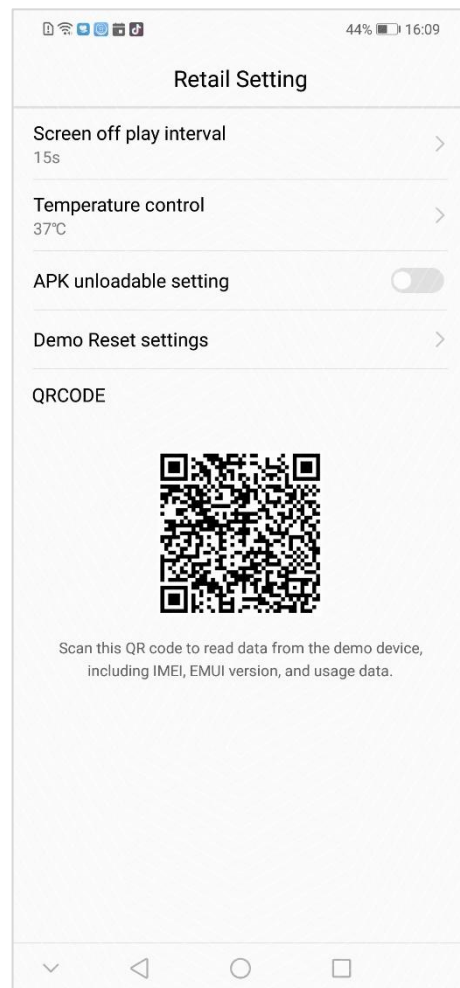 44% 16:09
Retail Setting
Screen off play interval
15s
Temperature control
37℃
APK unloadable setting
Demo Reset settings
QRCODE
Scan this QR code to read data from the demo device,
including IMEI, EMUI version, and usage data.